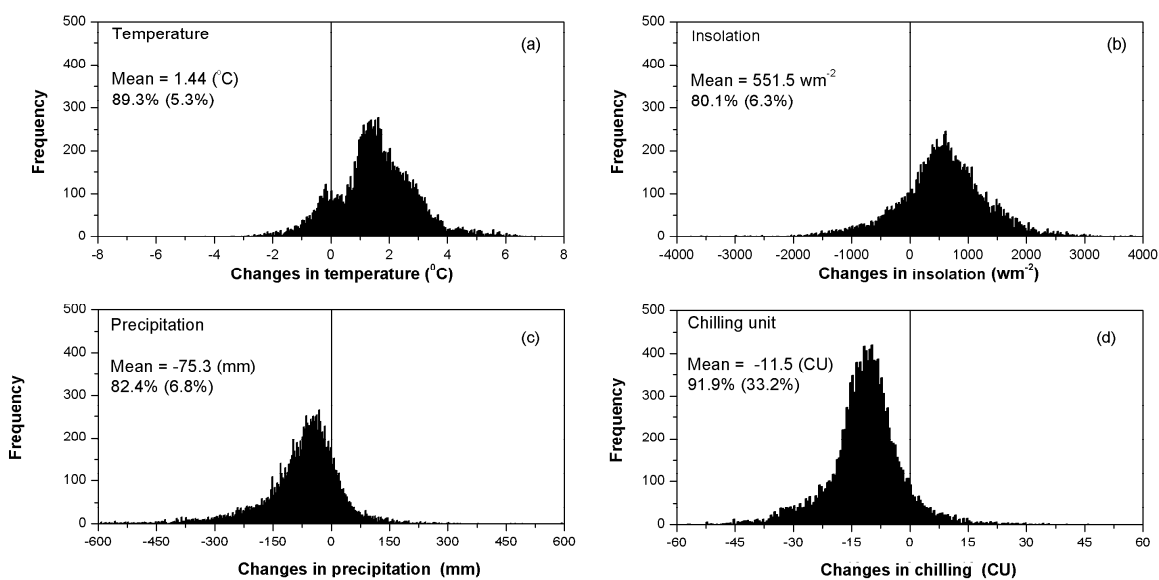 Temperature
(a)
Mean = 1.44 (°C)
89.3% (5.3%)
Frequency
500
400
300
200
100
0
-8 -6 -4 -2 0 2 4 6 8
Changes in temperature (°C)
Insolation
(b)
Mean = 551.5 wm-2
80.1% (6.3%)
Frequency
500
400
300
200
100
0
-4000 -3000 -2000 -1000 0 1000 2000 3000 4000
Changes in insolation (wm-2)
Precipitation
(c)
Mean = -75.3 (mm)
82.4% (6.8%)
Frequency
500
400
300
200
100
0
-600 -450 -300 -150 0 150 300 450 600
Changes in precipitation (mm)
Chilling unit
(d)
Mean = -11.5 (CU)
91.9% (33.2%)
Frequency
500
400
300
200
100
0
-60 -45 -30 -15 0 15 30 45 60
Changes in chilling (CU)